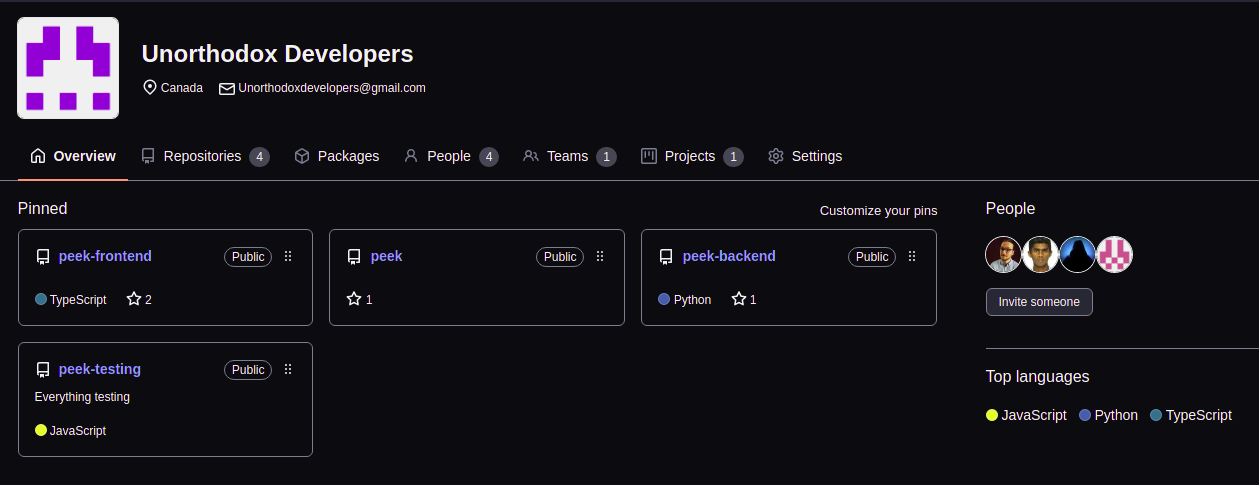 Unorthodox Developers
Canada Unorthodoxdevelopers@gmail.com
Overview Repositories 4 Packages People 4 Teams 1 Projects 1 Settings
Pinned Customize your pins
peek-frontend Public
TypeScript 2
peek Public
1
peek-backend Public
Python 1
peek-testing Public
Everything testing
JavaScript
People
Invite someone
Top languages
JavaScript Python TypeScript